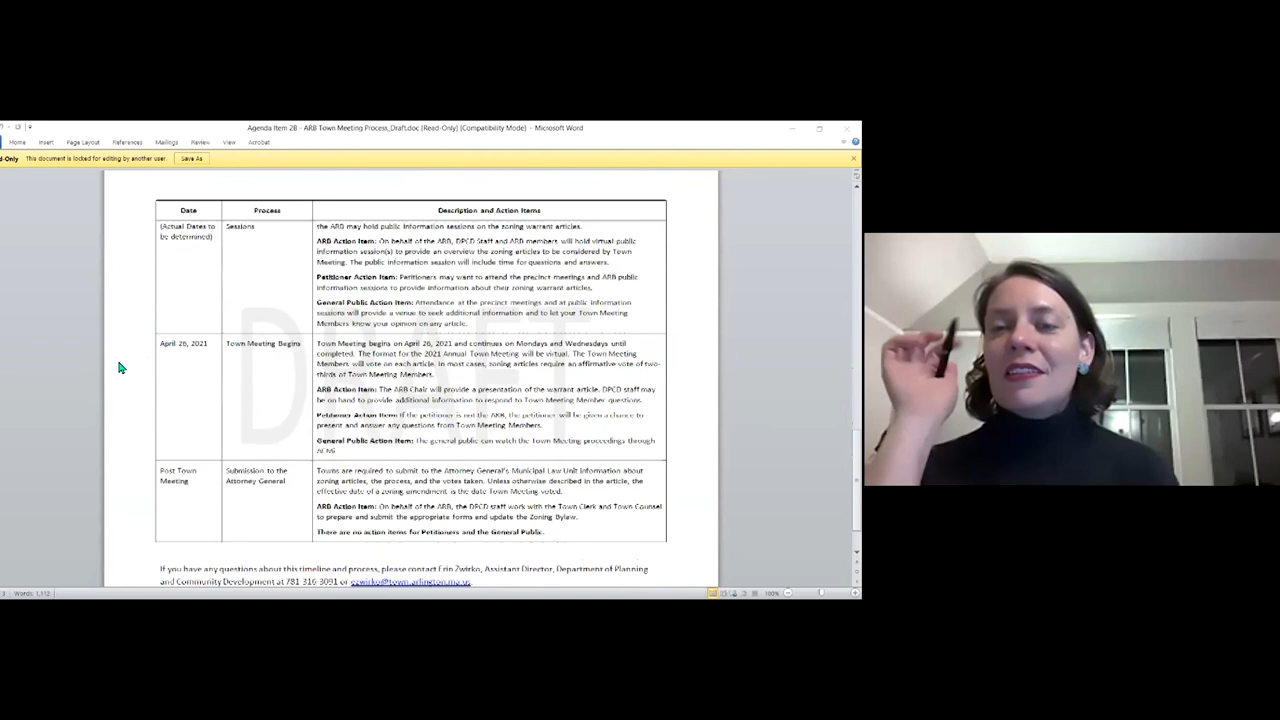 Agenda Item 2B - ARB Town Meeting Process_Draft.doc [Read-Only] [Compatibility Mode] - Microsoft Word
Home Insert Page Layout References Mailings Review View Acrobat
d-Only This document is locked for editing by another user. Save As
Date Process Description and Action Items
(Actual Dates to
be determined)
Sessions
the ARB may hold public information sessions on the zoning warrant articles.
ARB Action Item: On behalf of the ARB, DPCD Staff and ARB members will hold virtual public
information session(s) to provide an overview the zoning articles to be considered by Town
Meeting. The public information session will include time for questions and answers.
Petitioner Action Item: Petitioners may want to attend the precinct meetings and ARB public
information sessions to provide information about their zoning warrant articles.
General Public Action Item: Attendance at the precinct meetings and at public information
sessions will provide a venue to seek additional information and to let your Town Meeting
Members know your opinion on any article.
April 26, 2021
Town Meeting Begins
Town Meeting begins on April 26, 2021 and continues on Mondays and Wednesdays until
completed. The format for the 2021 Annual Town Meeting will be virtual. The Town Meeting
Members will vote on each article. In most cases, zoning articles require an affirmative vote of two-
thirds of Town Meeting Members.
ARB Action Item: The ARB Chair will provide a presentation of the warrant article. DPCD staff may
be on hand to provide additional information to respond to Town Meeting Member questions.
Petitioner Action Item: If the petitioner is not the ARB, the petitioner will be given a chance to
present and answer any questions from Town Meeting Members.
General Public Action Item: The general public can watch the Town Meeting proceedings through
ACMi.
Post Town
Meeting
Submission to the
Attorney General
Towns are required to submit to the Attorney General's Municipal Law Unit information about
zoning articles, the process, and the votes taken. Unless otherwise described in the article, the
effective date of a zoning amendment is the date Town Meeting voted.
ARB Action Item: On behalf of the ARB, the DPCD staff work with the Town Clerk and Town Counsel
to prepare and submit the appropriate forms and update the Zoning Bylaw.
There are no action items for Petitioners and the General Public.
If you have any questions about this timeline and process, please contact Erin Zwirko, Assistant Director, Department of Planning
and Community Development at 781-316-3091 or ezwirko@town.arlington.ma.us.
Words: 1,112
100%